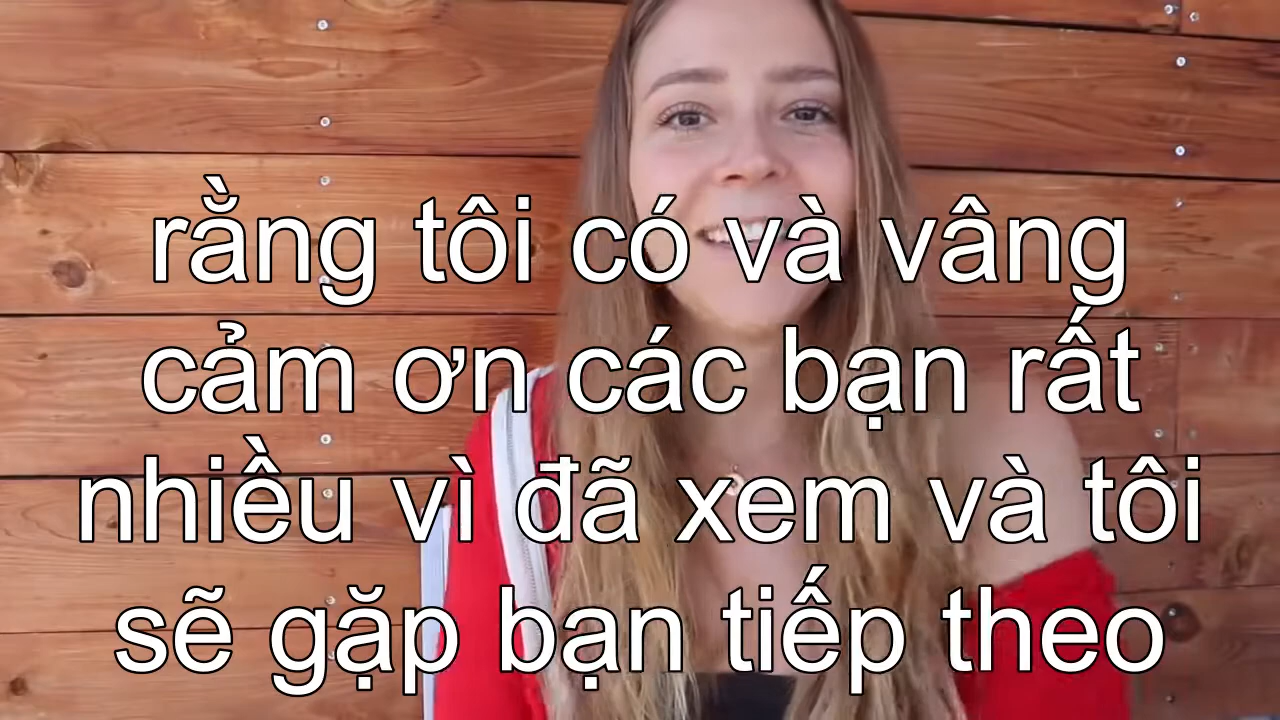 rằng tôi có và vâng
cảm ơn các bạn rất
nhiều vì đã xem và tôi
sẽ gặp bạn tiếp theo